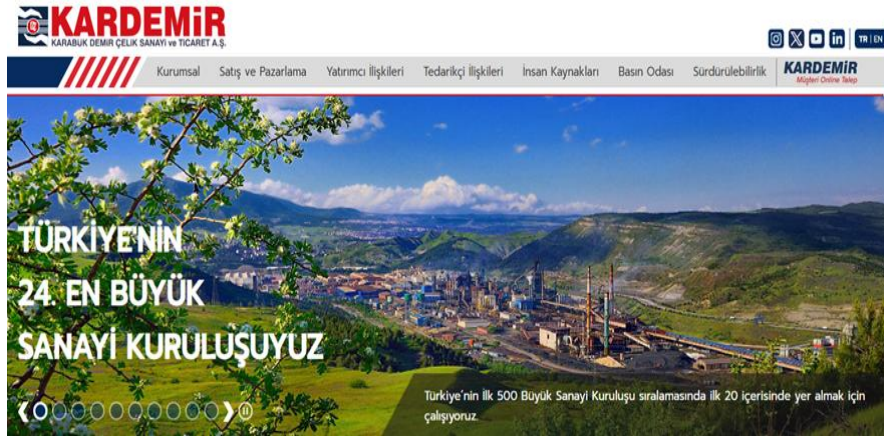 KARDEMİR
KARABÜK DEMİR ÇELİK SANAYİ ve TİCARET A.Ş.
TR | EN
Kurumsal Satış ve Pazarlama Yatırımcı İlişkileri Tedarikçi İlişkileri İnsan Kaynakları Basın Odası Sürdürülebilirlik KARDEMİR
Müşteri Online Talep
TÜRKİYE'NİN
24. EN BÜYÜK
SANAYİ KURULUŞUYUZ
Türkiye'nin İlk 500 Büyük Sanayi Kuruluşu sıralamasında ilk 20 içerisinde yer almak için
çalışıyoruz.